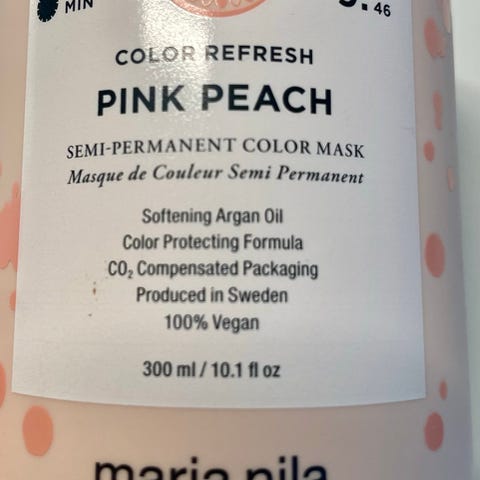 MIN
.46
COLOR REFRESH
PINK PEACH
SEMI-PERMANENT COLOR MASK
Masque de Couleur Semi Permanent
Softening Argan Oil
Color Protecting Formula
CO₂ Compensated Packaging
Produced in Sweden
100% Vegan
300 ml / 10.1 fl oz
maria nila